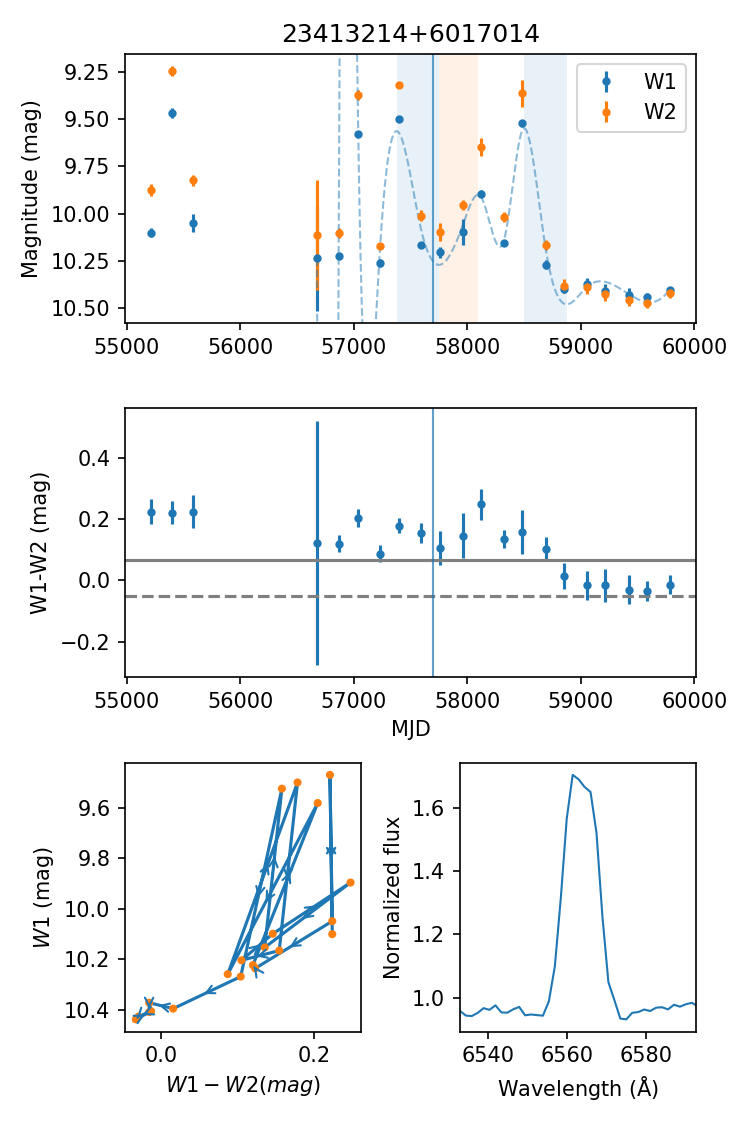 23413214+6017014
Magnitude (mag)
9.25
9.50
9.75
10.00
10.25
10.50
W1
W2
55000 56000 57000 58000 59000 60000
W1-W2 (mag)
0.4
0.2
0.0
−0.2
55000 56000 57000 58000 59000 60000
MJD
W1 (mag)
9.6
9.8
10.0
10.2
10.4
0.0 0.2
W1 − W2(mag)
Normalized flux
1.6
1.4
1.2
1.0
6540 6560 6580
Wavelength (Å)